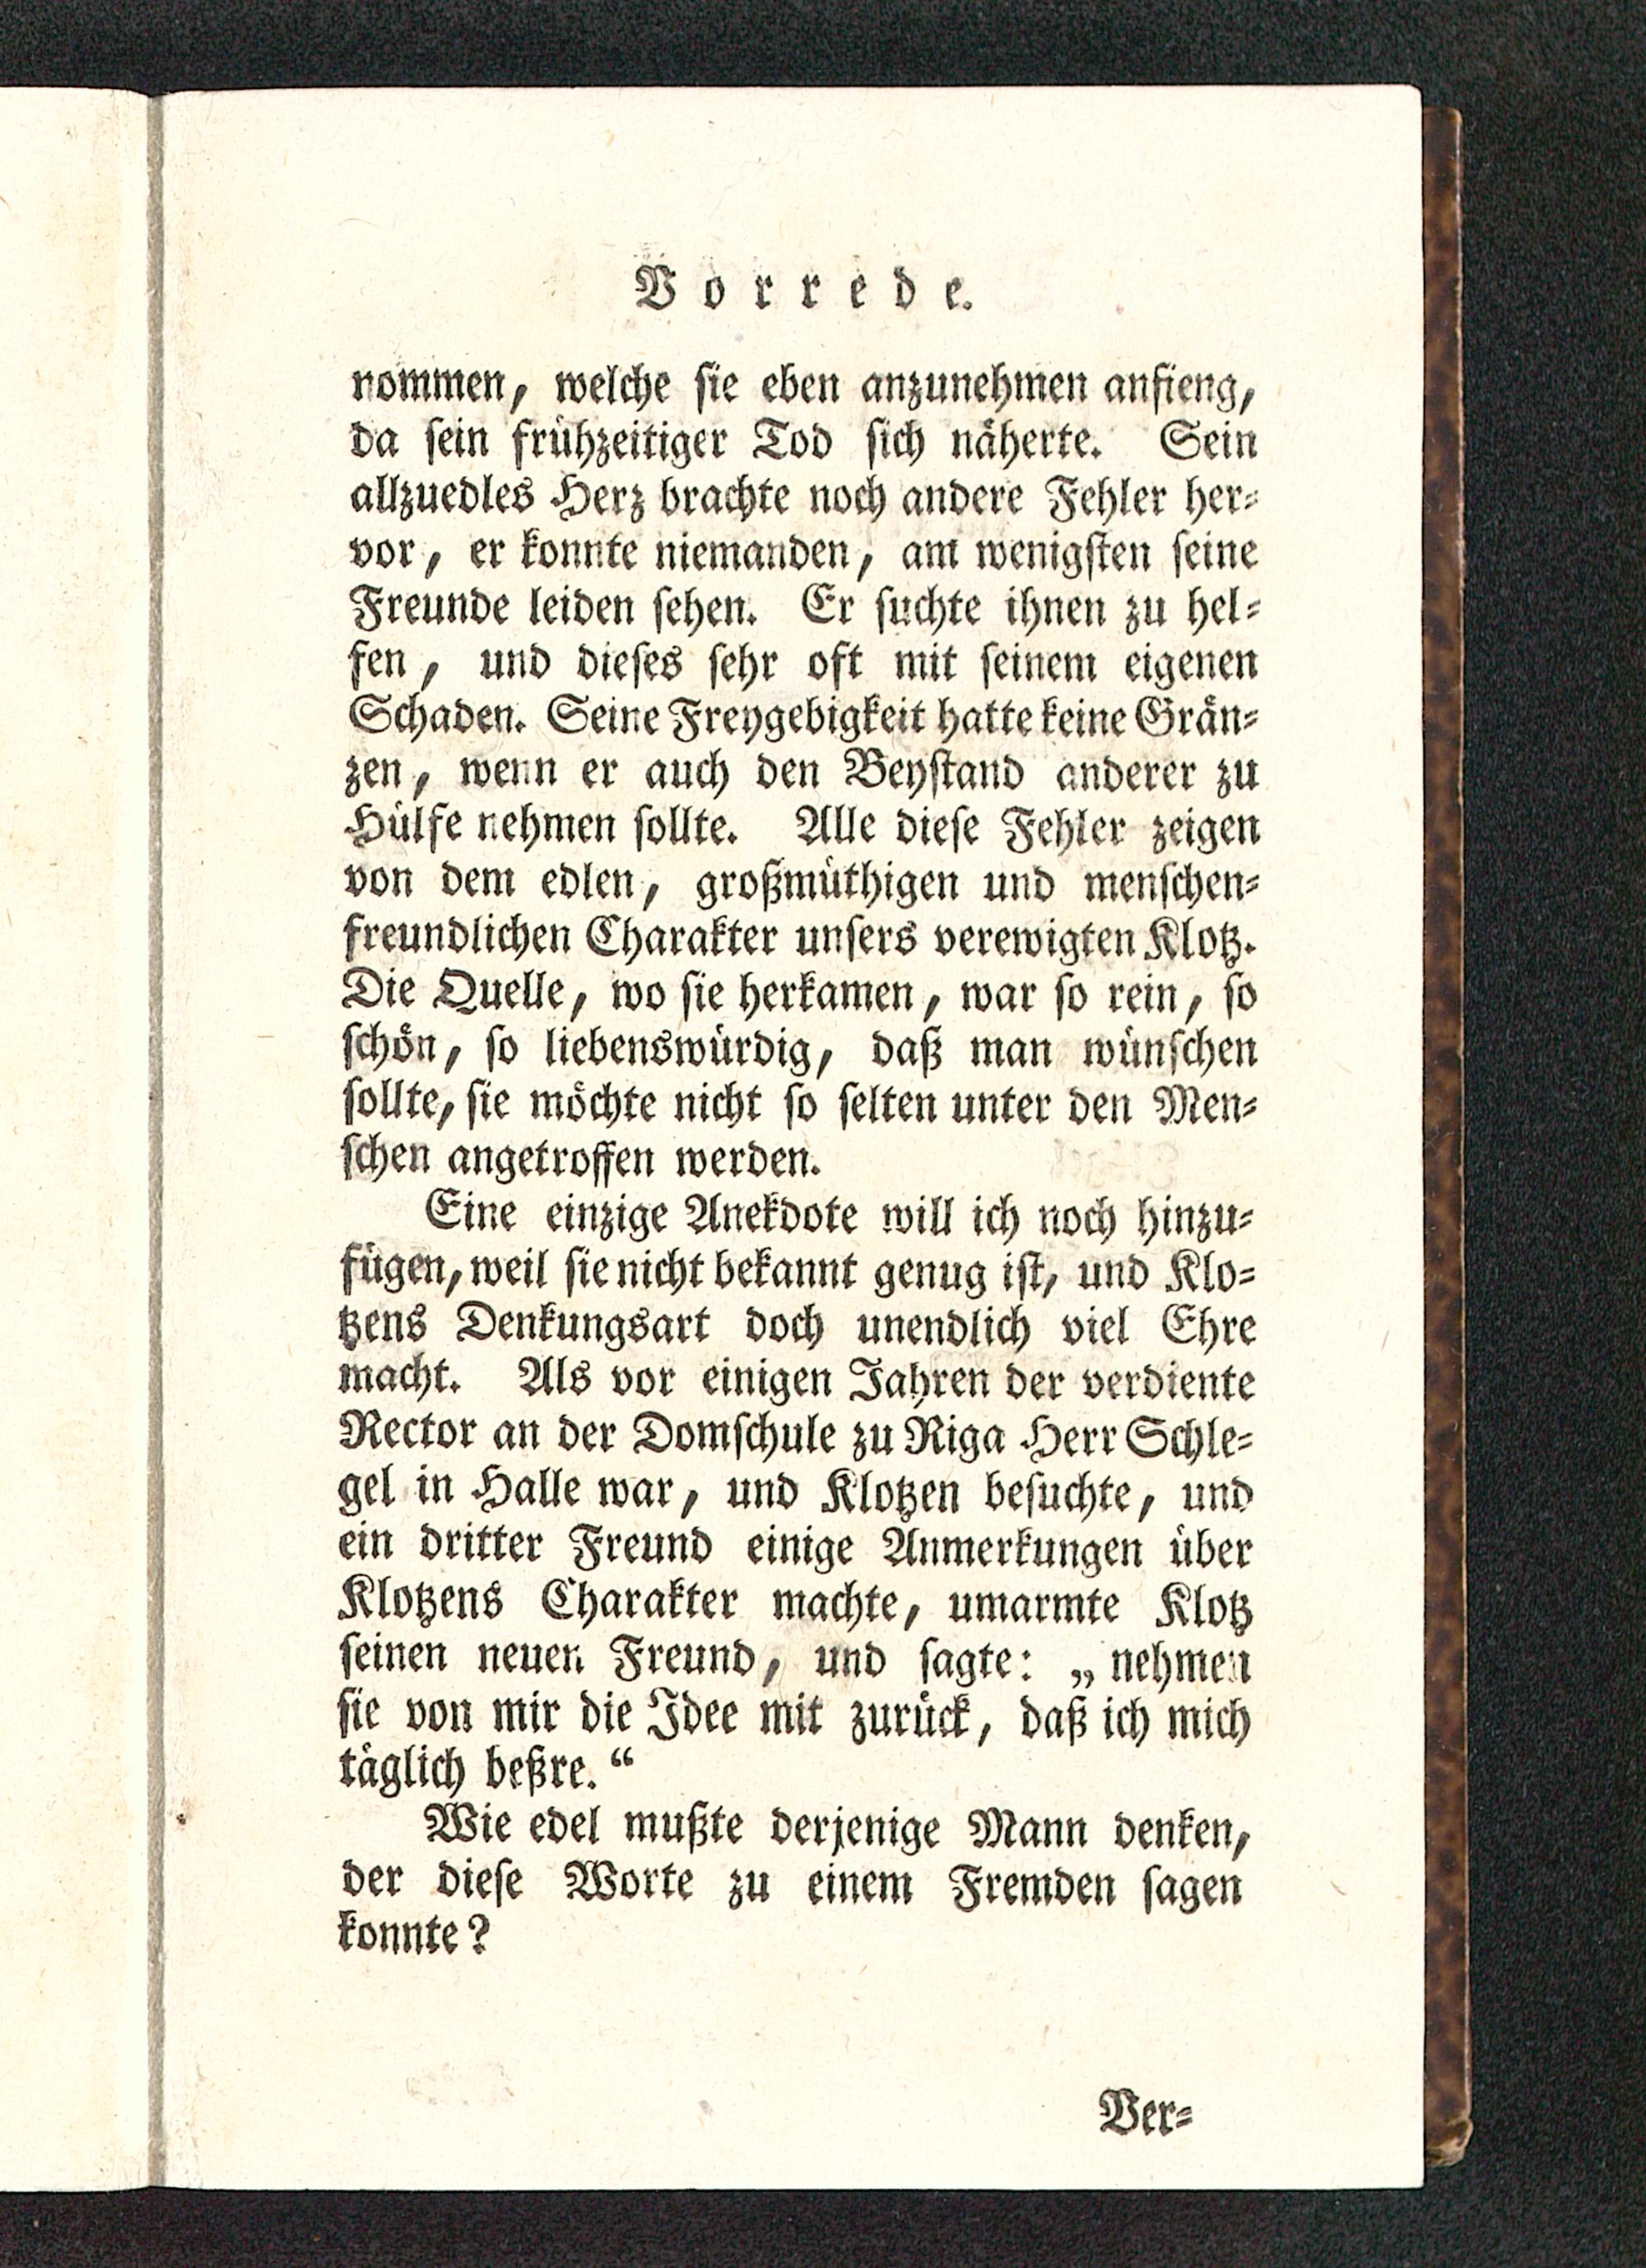 Vorrede.
nommen, welche sie eben anzunehmen anfieng,
da sein frühzeitiger Tod sich näherte. Sein
allzuedles Herz brachte noch andere Fehler her-
vor, er konnte niemanden, am wenigsten seine
Freunde leiden sehen. Er suchte ihnen zu hel-
fen, und dieses sehr oft mit seinem eigenen
Schaden. Seine Freygebigkeit hatte keine Grän-
zen, wenn er auch den Beystand anderer zu
Hülfe nehmen sollte. Alle diese Fehler zeigen
von dem edlen, großmüthigen und menschen-
freundlichen Charakter unsers verewigten Klotz.
Die Quelle, wo sie herkamen, war so rein, so
schön, so liebenswürdig, daß man wünschen
sollte, sie möchte nicht so selten unter den Men-
schen angetroffen werden.
Eine einzige Anekdote will ich noch hinzu-
fügen, weil sie nicht bekannt genug ist, und Klo-
tzens Denkungsart doch unendlich viel Ehre
macht. Als vor einigen Jahren der verdiente
Rector an der Domschule zu Riga Herr Schle-
gel in Halle war, und Klotzen besuchte, und
ein dritter Freund einige Anmerkungen über
Klotzens Charakter machte, umarmte Klotz
seinen neuen Freund, und sagte: „nehmen
sie von mir die Idee mit zurück, daß ich mich
täglich beßre.“
Wie edel mußte derjenige Mann denken,
der diese Worte zu einem Fremden sagen
konnte?
Ver-